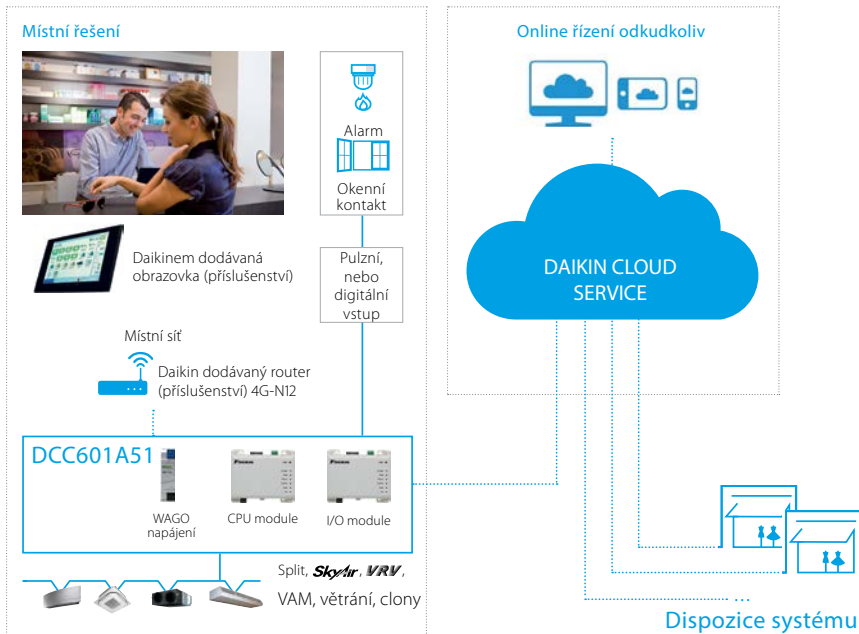 Místní řešení
Online řízení odkudkoliv
Alarm
Okenní
kontakt
Daikinem dodávaná
obrazovka (příslušenství)
Pulzní,
nebo
digitální
vstup
DAIKIN CLOUD
SERVICE
Místní síť
Daikin dodávaný router
(příslušenství) 4G-N12
DCC601A51
WAGO
napájení
CPU module
I/O module
Split, SkyAir, VRV,
VAM, větrání, clony
...
Dispozice systému